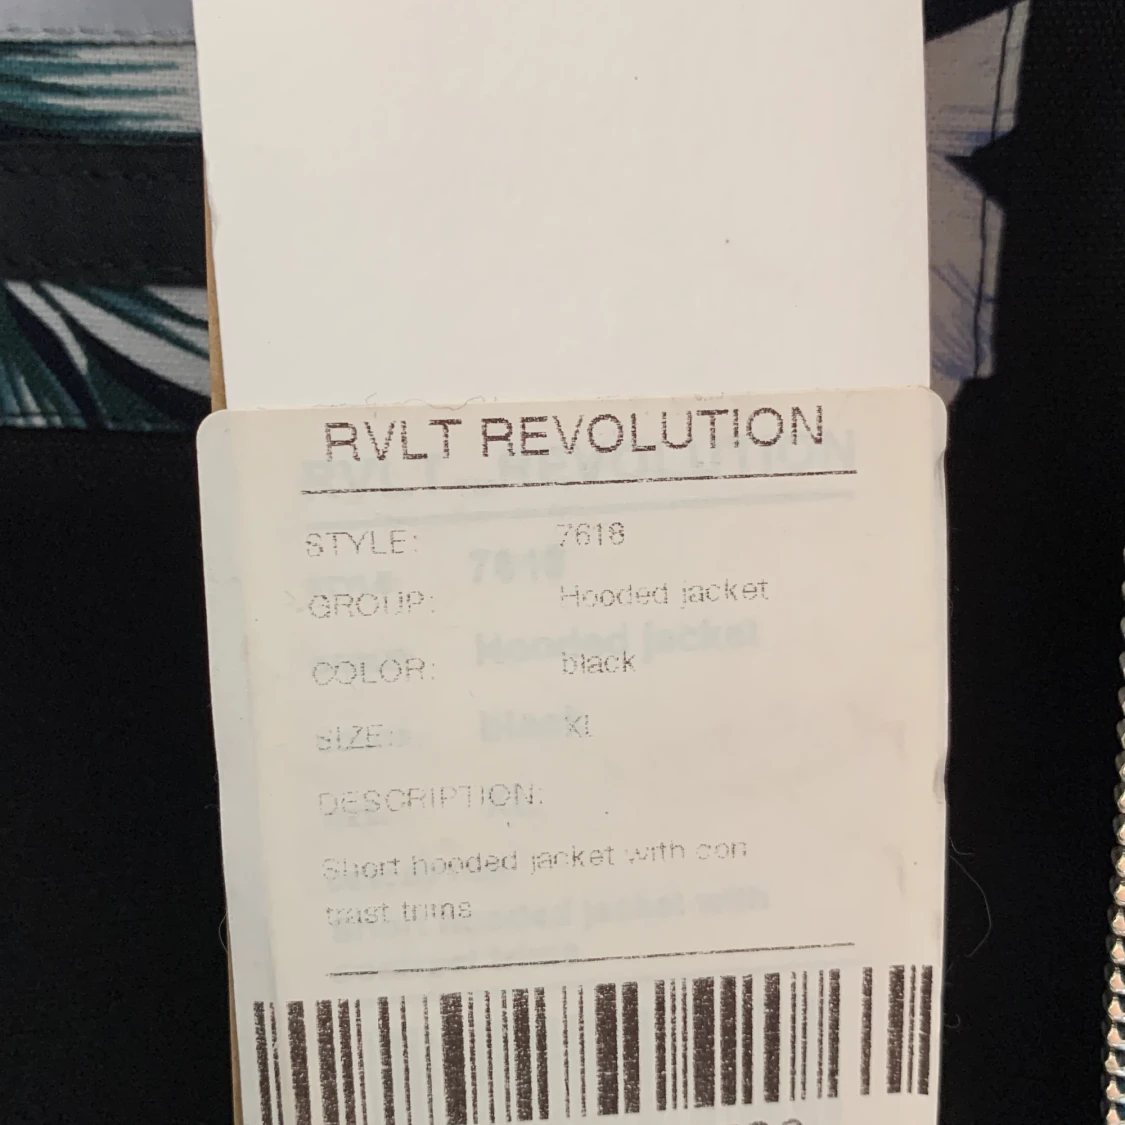 RVLT REVOLUTION
STYLE: 7618
GROUP: Hooded jacket
COLOR: black
SIZE: XL
DESCRIPTION:
Short hooded jacket with con
trast trims